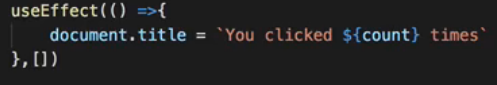 useEffect(() =>{
document.title = `You clicked ${count} times`
},[])